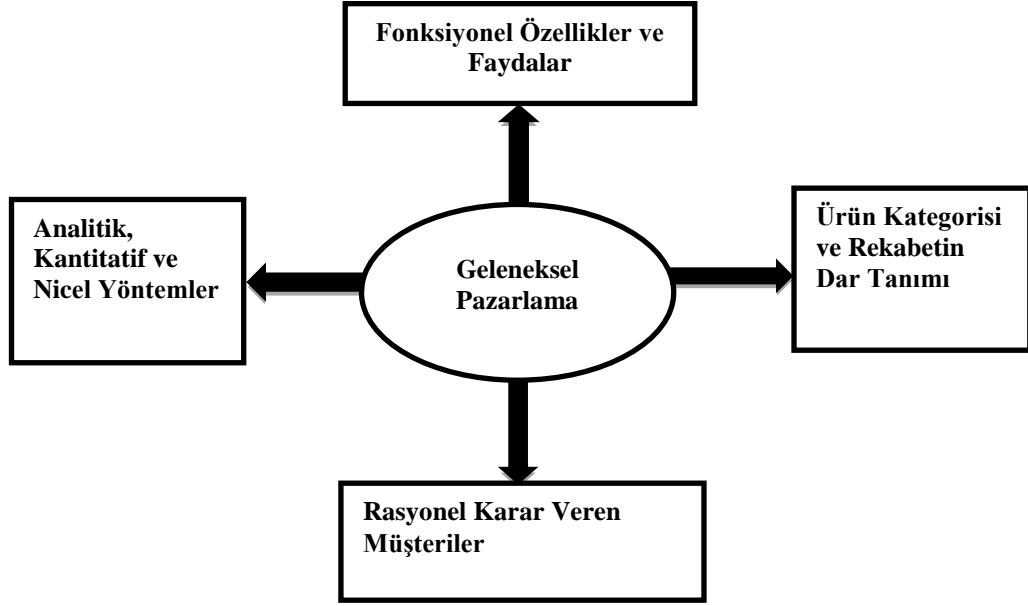 Fonksiyonel Özellikler ve
Faydalar
Analitik,
Kantitatif ve
Nicel Yöntemler
Geleneksel
Pazarlama
Ürün Kategorisi
ve Rekabetin
Dar Tanımı
Rasyonel Karar Veren
Müşteriler